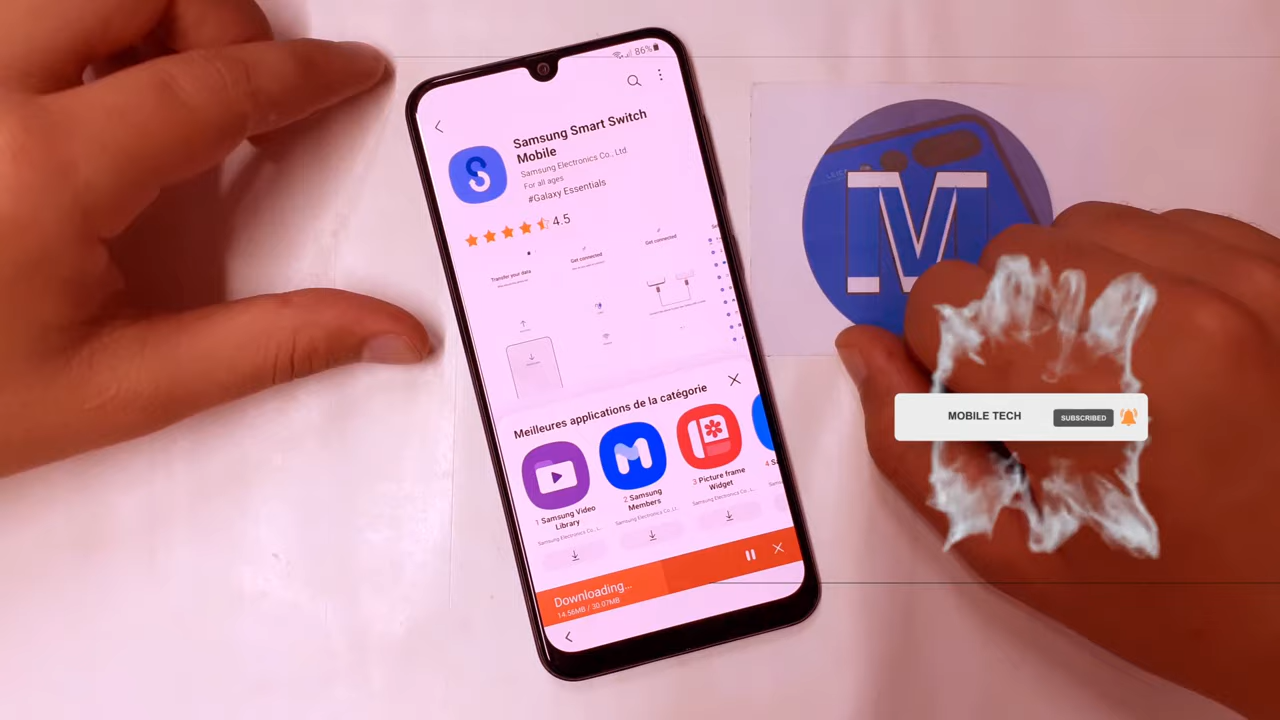 86%
Samsung Smart Switch
Mobile
Samsung Electronics Co., Ltd.
For all ages
#Galaxy Essentials
4.5
Transfer your data
Get connected
Get connected
Meilleures applications de la catégorie
1 Samsung Video
Library
Samsung Electronics Co., L..
2 Samsung
Members
Samsung Electronics Co., L..
3 Picture frame
Widget
Samsung Electronics Co., L..
4
Downloading...
14.56MB / 30.07MB
M
MOBILE TECH
SUBSCRIBED